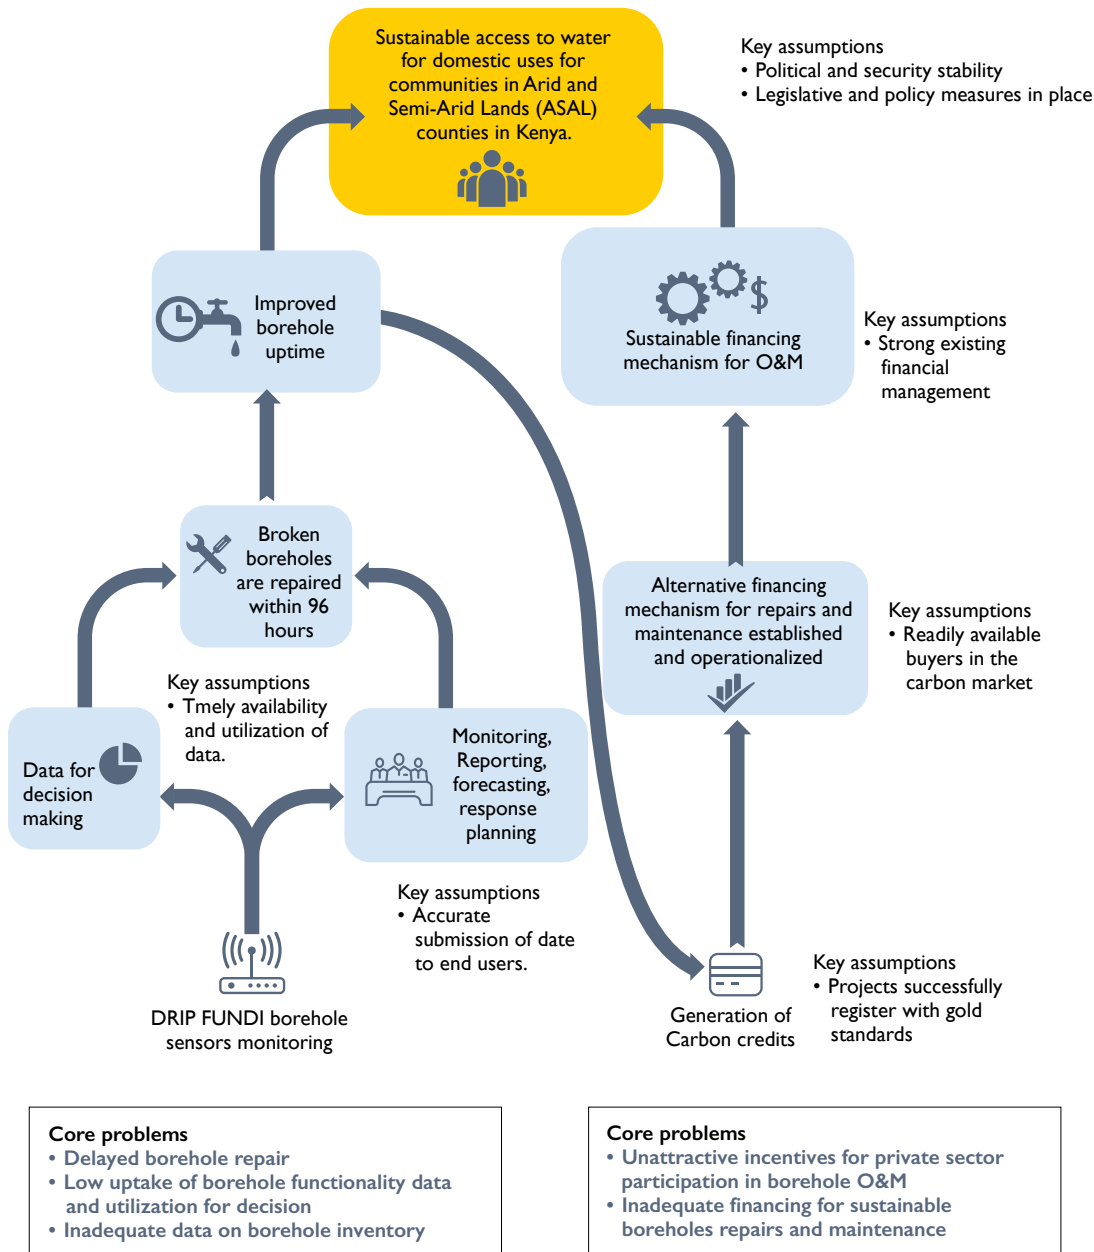 Sustainable access to water
for domestic uses for
communities in Arid and
Semi-Arid Lands (ASAL)
counties in Kenya.
Key assumptions
• Political and security stability
• Legislative and policy measures in place
Improved
borehole
uptime
$
Sustainable financing
mechanism for O&M
Key assumptions
• Strong existing
financial
management
Broken
boreholes
are repaired
within 96
hours
Alternative financing
mechanism for repairs and
maintenance established
and operationalized
Key assumptions
• Readily available
buyers in the
carbon market
Key assumptions
• Tmely availability
and utilization of
data.
Data for
decision
making
Monitoring,
Reporting,
forecasting,
response
planning
Key assumptions
• Accurate
submission of date
to end users.
DRIP FUNDI borehole
sensors monitoring
Generation of
Carbon credits
Key assumptions
• Projects successfully
register with gold
standards
Core problems
• Delayed borehole repair
• Low uptake of borehole functionality data
and utilization for decision
• Inadequate data on borehole inventory
Core problems
• Unattractive incentives for private sector
participation in borehole O&M
• Inadequate financing for sustainable
boreholes repairs and maintenance